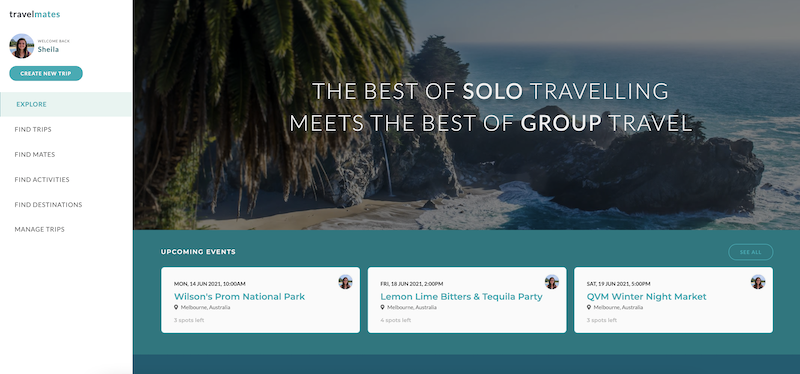 travelmates
WELCOME BACK
Sheila
CREATE NEW TRIP
EXPLORE
FIND TRIPS
FIND MATES
FIND ACTIVITIES
FIND DESTINATIONS
MANAGE TRIPS
THE BEST OF SOLO TRAVELLING
MEETS THE BEST OF GROUP TRAVEL
UPCOMING EVENTS
SEE ALL
MON, 14 JUN 2021, 10:00AM
Wilson's Prom National Park
Melbourne, Australia
3 spots left
FRI, 18 JUN 2021, 2:00PM
Lemon Lime Bitters & Tequila Party
Melbourne, Australia
4 spots left
SAT, 19 JUN 2021, 5:00PM
QVM Winter Night Market
Melbourne, Australia
3 spots left